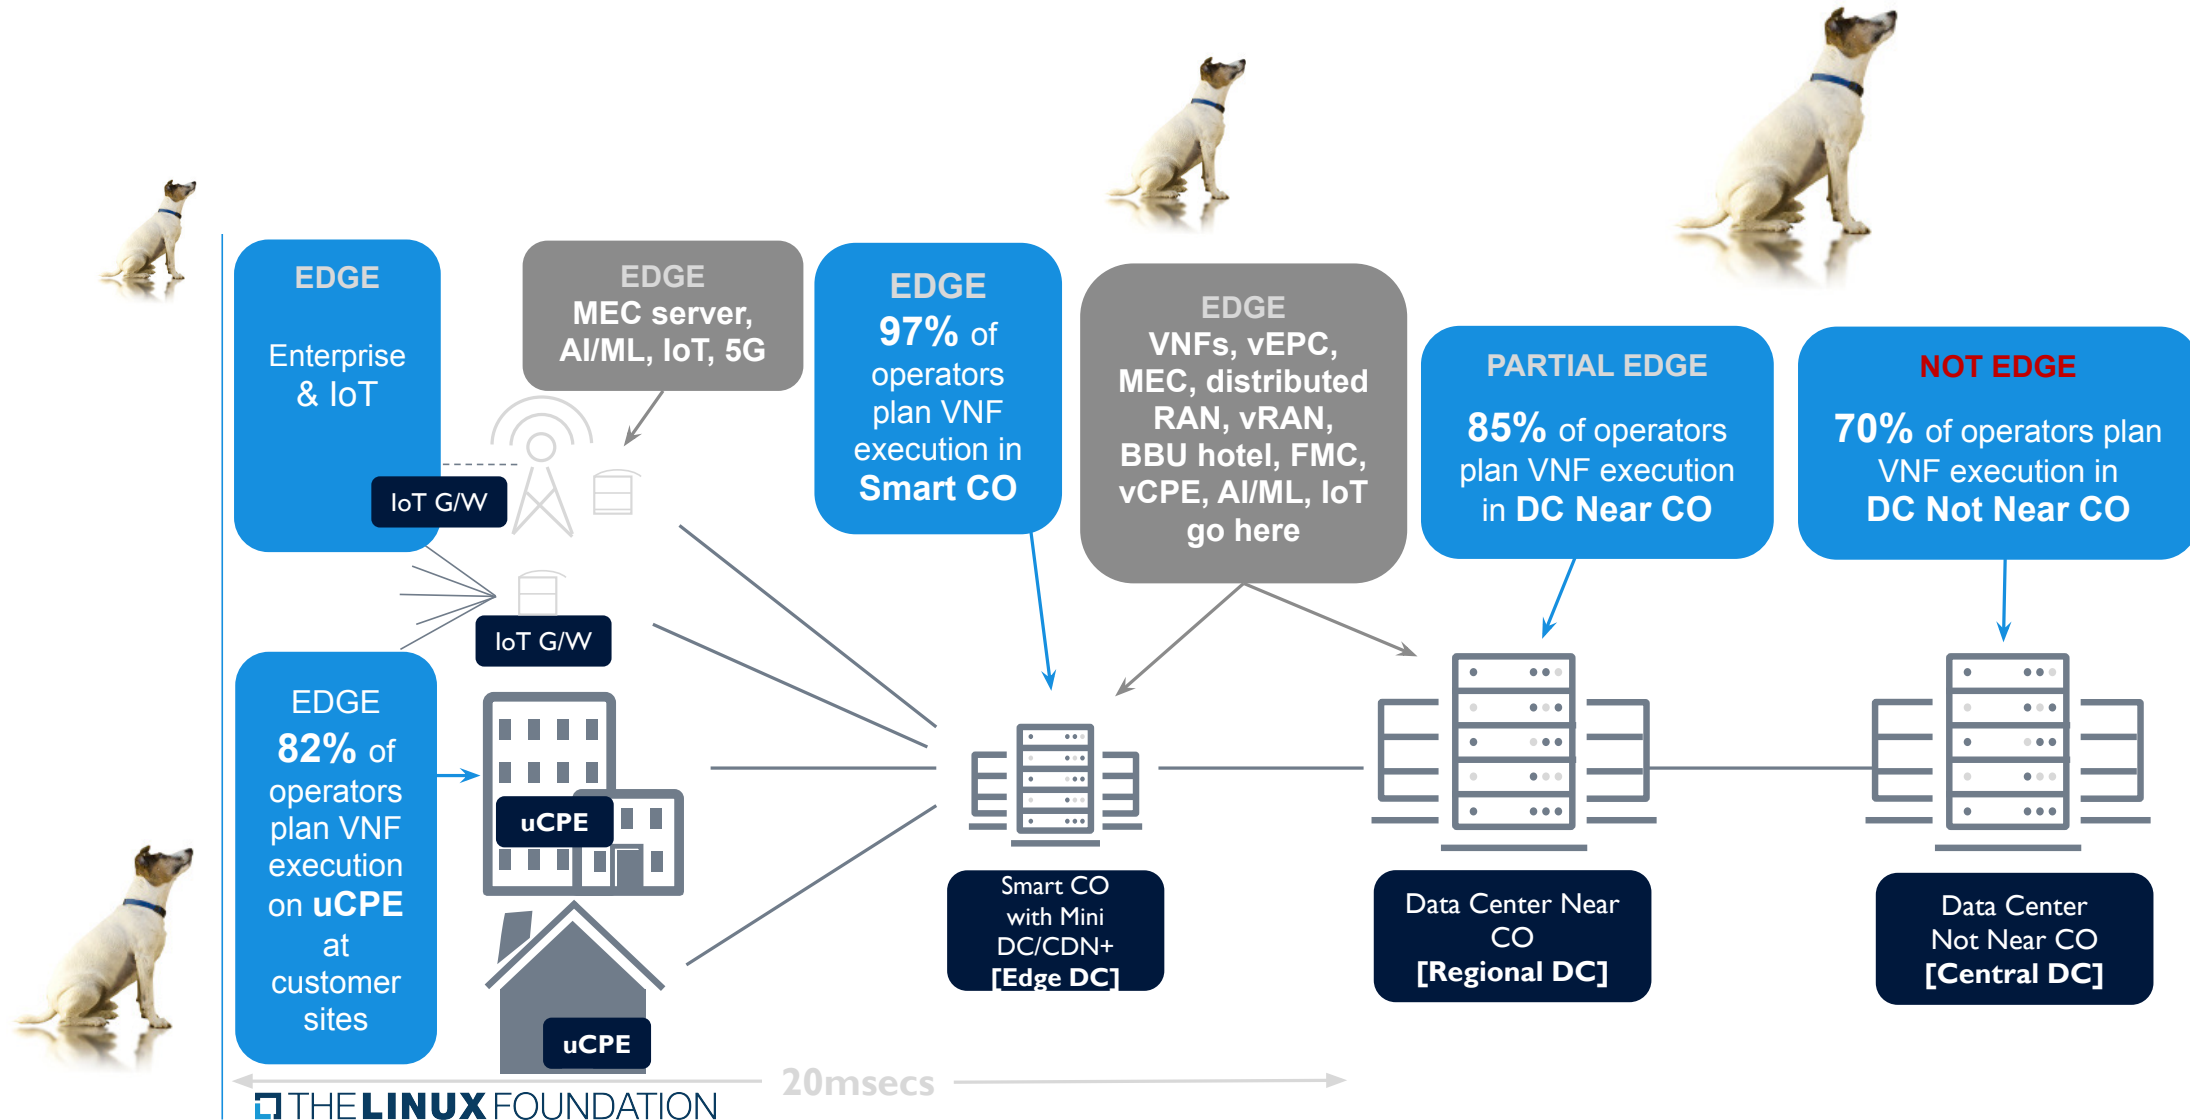 EDGE
Enterprise
& IoT
IoT G/W
EDGE
MEC server,
AI/ML, IoT, 5G
EDGE
97% of
operators
plan VNF
execution in
Smart CO
EDGE
VNFs, vEPC,
MEC, distributed
RAN, vRAN,
BBU hotel, FMC,
vCPE, AI/ML, IoT
go here
PARTIAL EDGE
85% of operators
plan VNF execution
in DC Near CO
NOT EDGE
70% of operators plan
VNF execution in
DC Not Near CO
IoT G/W
EDGE
82% of
operators
plan VNF
execution
on uCPE
at
customer
sites
uCPE
uCPE
Smart CO
with Mini
DC/CDN+
[Edge DC]
Data Center Near
CO
[Regional DC]
Data Center
Not Near CO
[Central DC]
20msecs
THE LINUX FOUNDATION